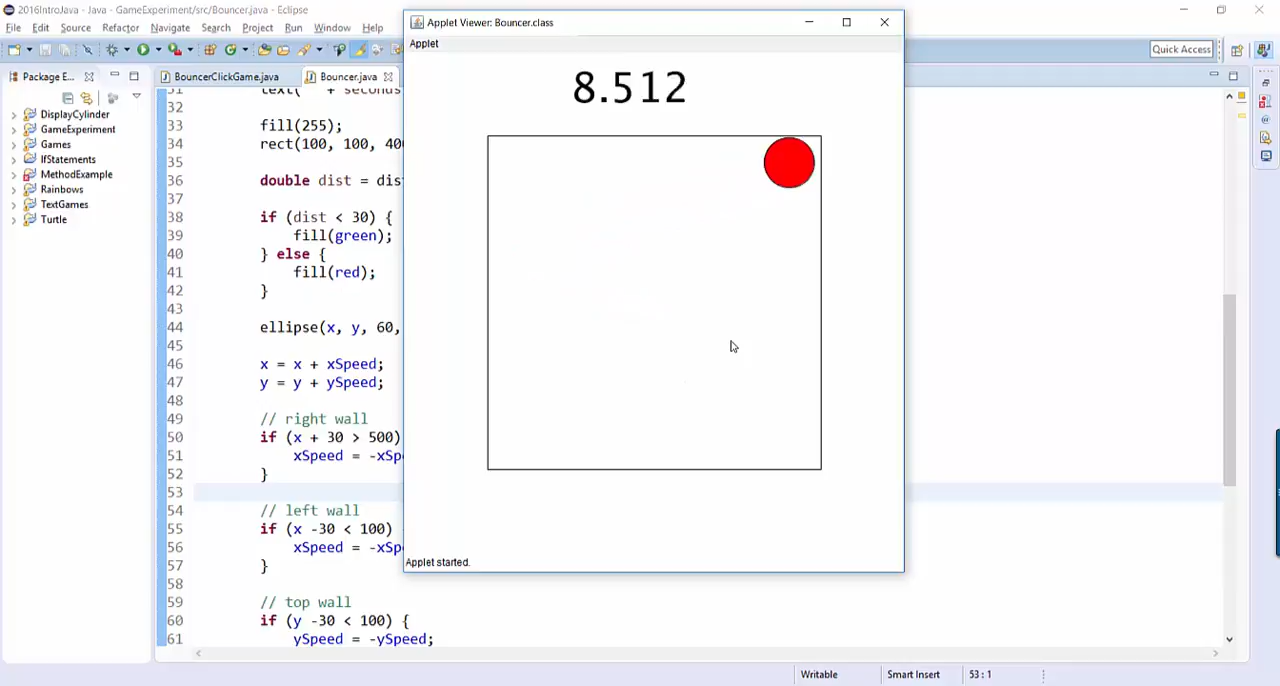 2016IntroJava - Java - GameExperiment/src/Bouncer.java - Eclipse
File Edit Source Refactor Navigate Search Project Run Window Help
Quick Access
Package E...
BouncerClickGame.java
Bouncer.java
DisplayCylinder
GameExperiment
Games
IfStatements
MethodExample
Rainbows
TextGames
Turtle
text("" + seconds
32
33 fill(255);
34 rect(100, 100, 40
35
36 double dist = dis
37
38 if (dist < 30) {
39 fill(green);
40 } else {
41 fill(red);
42 }
43
44 ellipse(x, y, 60,
45
46 x = x + xSpeed;
47 y = y + ySpeed;
48
49 // right wall
50 if (x + 30 > 500)
51 xSpeed = -xSp
52 }
53
54 // left wall
55 if (x -30 < 100)
56 xSpeed = -xSp
57 }
58
59 // top wall
60 if (y -30 < 100) {
61 ySpeed = -ySpeed;
Applet Viewer: Bouncer.class
Applet
8.512
Applet started.
Writable Smart Insert 53 : 1